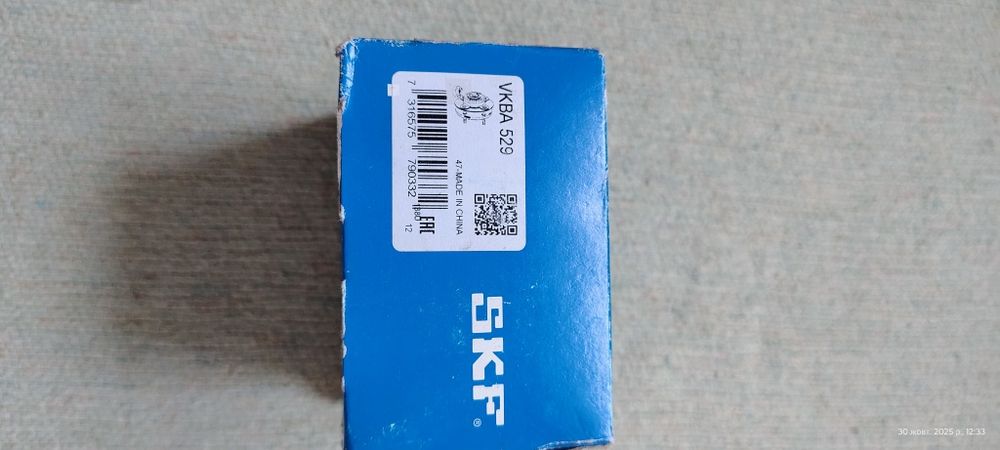 VKBA 529
47-MADE IN CHINA
7 316575 790332
EAC
12
SKF®
30 жовт. 2025 р., 12:33